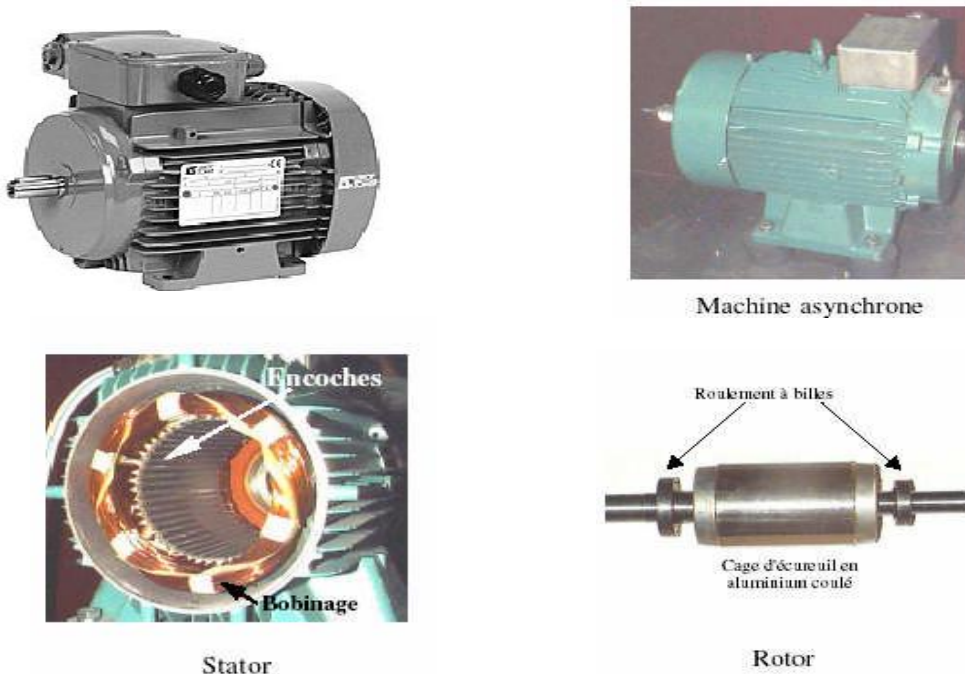 Machine asynchrone
Encoches
Bobinage
Stator
Roulement à billes
Cage d'écureuil en
aluminium coulé
Rotor